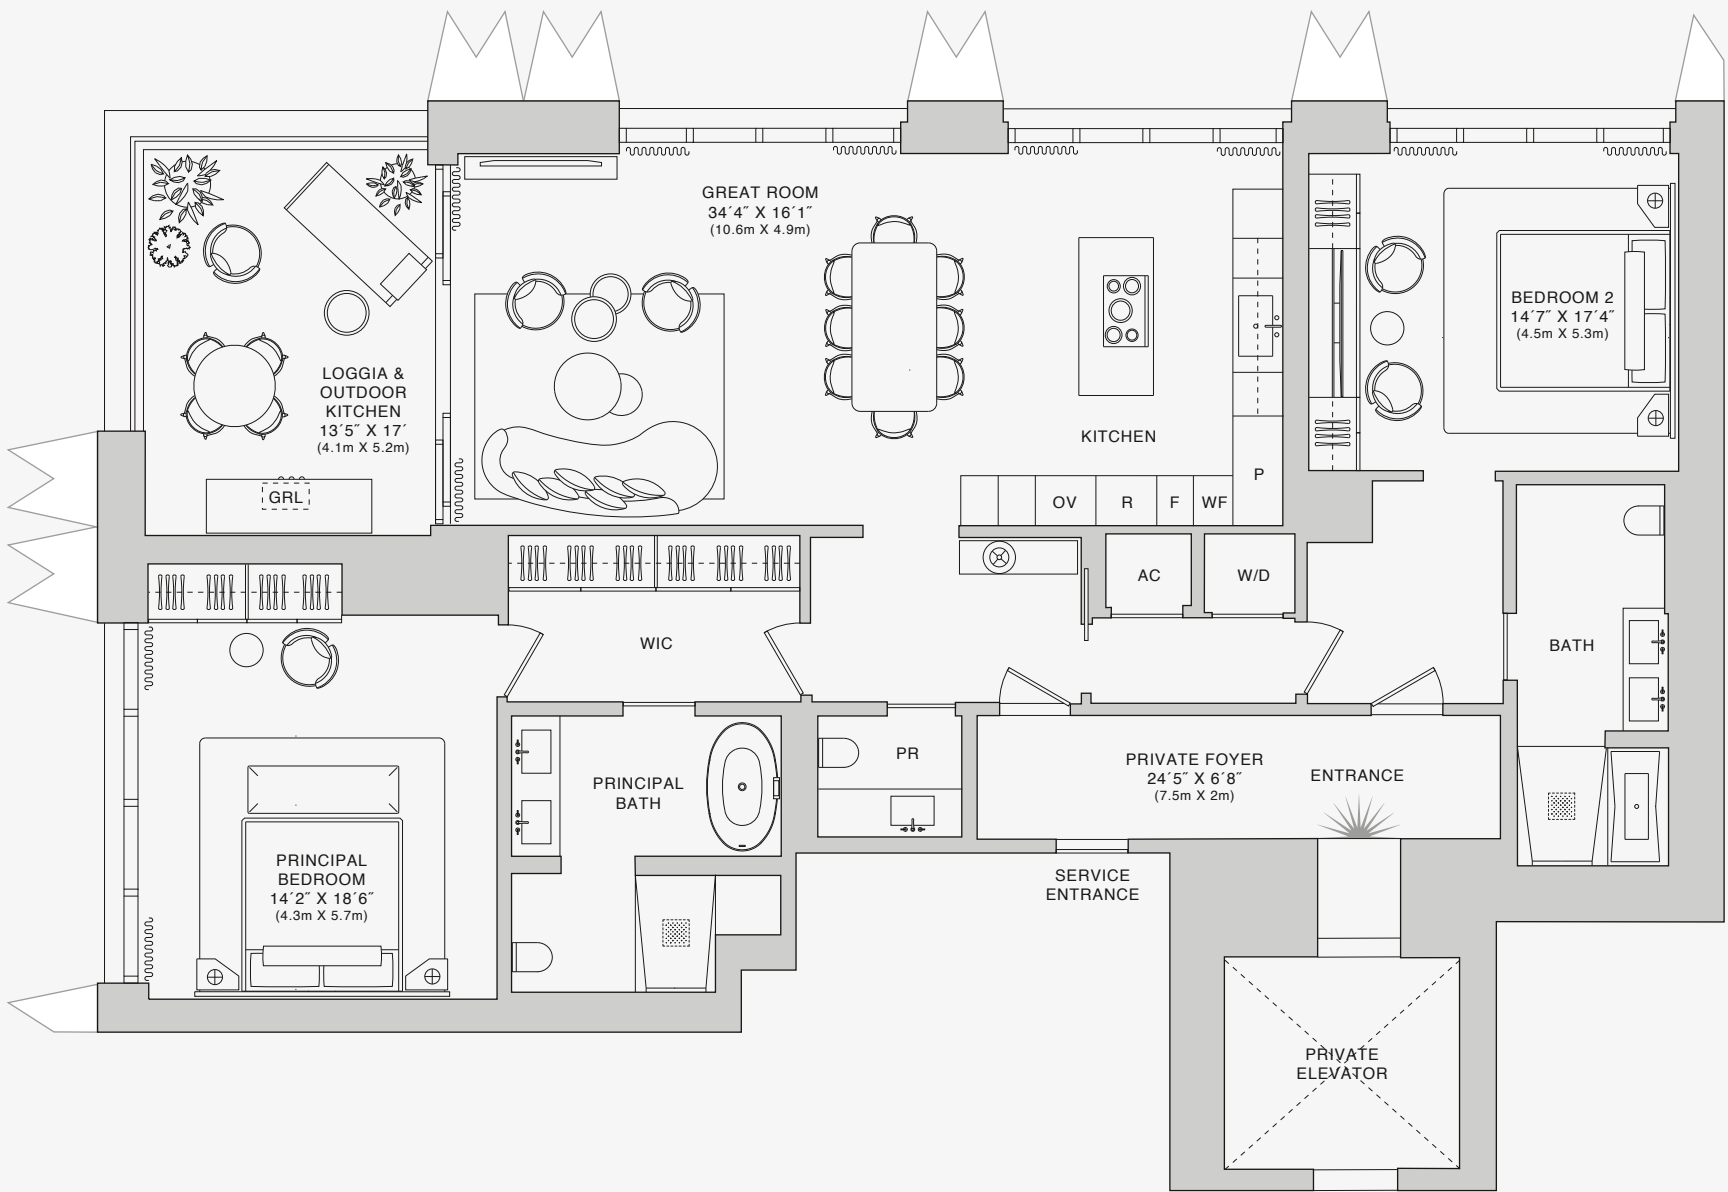 GREAT ROOM
34´4˝ X 16´1˝
(10.6m X 4.9m)
BEDROOM 2
14´7˝ X 17´4˝
(4.5m X 5.3m)
LOGGIA &
OUTDOOR
KITCHEN
13´5˝ X 17´
(4.1m X 5.2m)
GRL
KITCHEN
P
OV
R
F
WF
AC
W/D
WIC
BATH
PR
PRIVATE FOYER
24´5˝ X 6´8˝
(7.5m X 2m)
ENTRANCE
PRINCIPAL
BATH
PRINCIPAL
BEDROOM
14´2˝ X 18´6˝
(4.3m X 5.7m)
SERVICE
ENTRANCE
PRIVATE
ELEVATOR